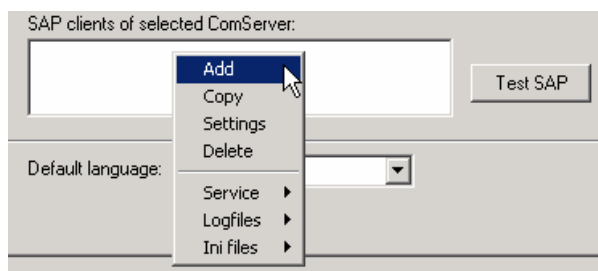 SAP clients of selected ComServer:
Add
Copy
Test SAP
Settings
Delete
Default language:
Service
Logfiles
Ini files